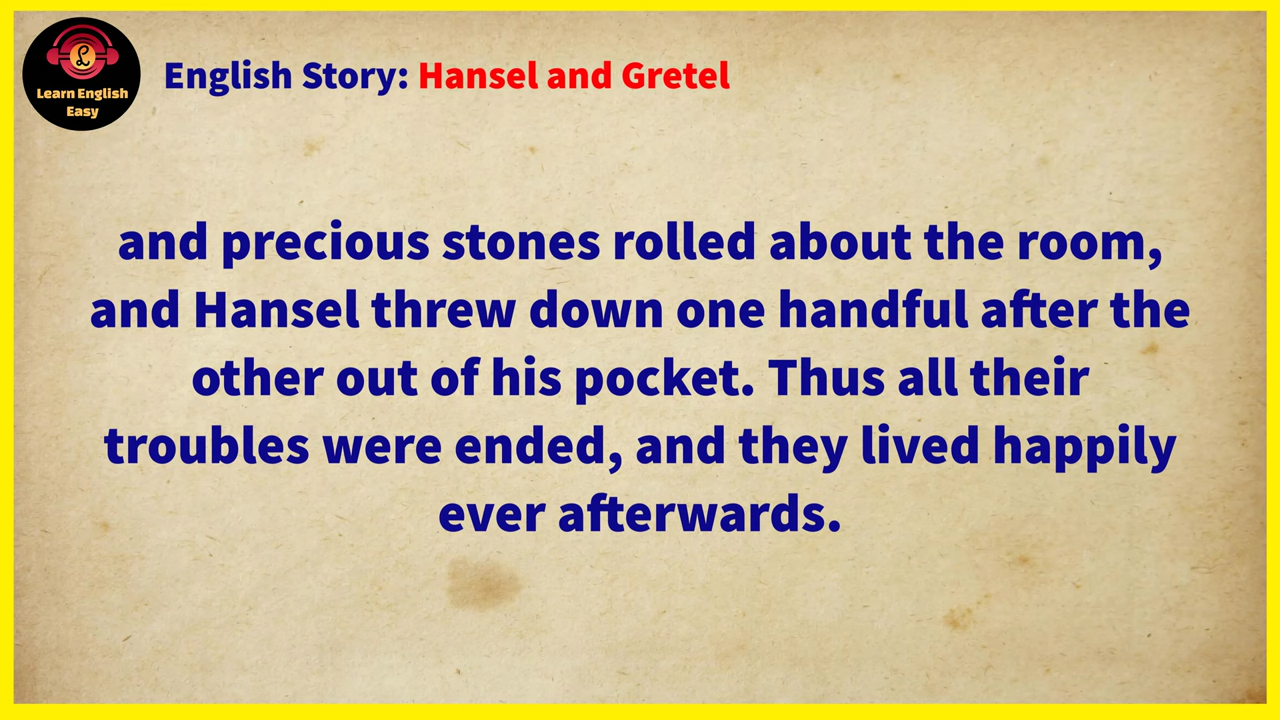 Learn English
Easy
English Story: Hansel and Gretel
and precious stones rolled about the room,
and Hansel threw down one handful after the
other out of his pocket. Thus all their
troubles were ended, and they lived happily
ever afterwards.